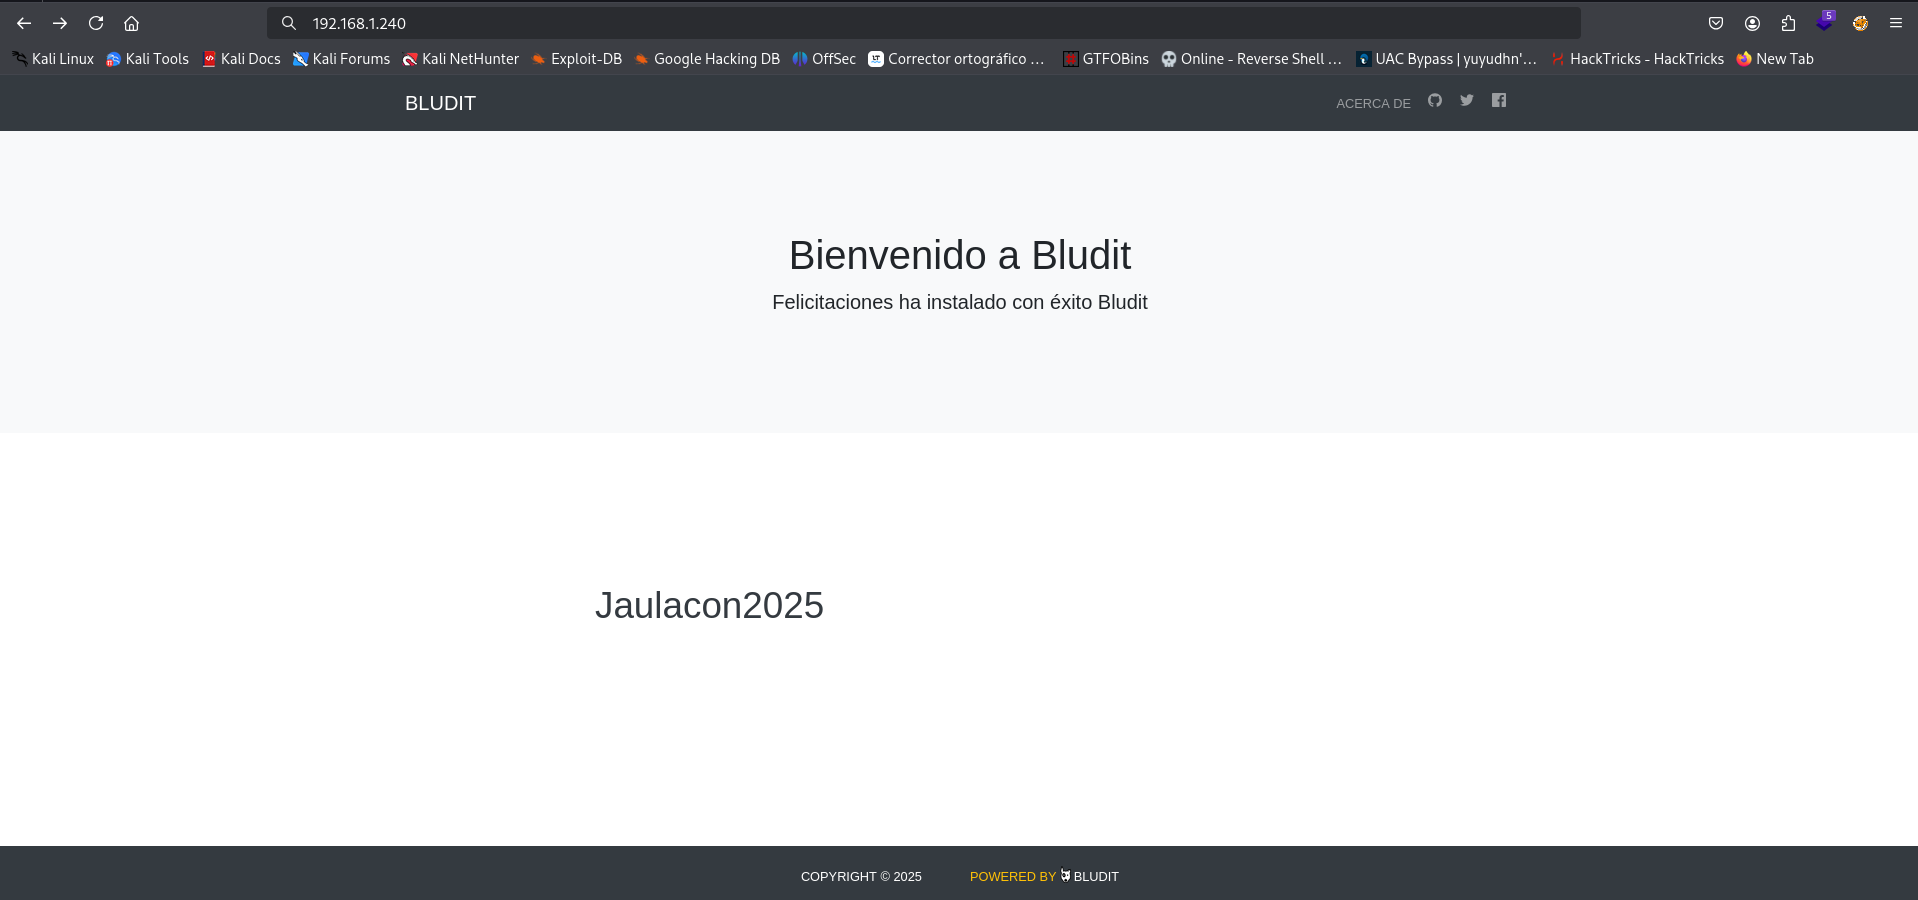 192.168.1.240
5
Kali Linux Kali Tools Kali Docs Kali Forums Kali NetHunter Exploit-DB Google Hacking DB OffSec Corrector ortográfico ... GTFOBins Online - Reverse Shell ... UAC Bypass | yuyudhn'... HackTricks - HackTricks New Tab
BLUDIT ACERCA DE
Bienvenido a Bludit
Felicitaciones ha instalado con éxito Bludit
Jaulacon2025
COPYRIGHT © 2025 POWERED BY BLUDIT